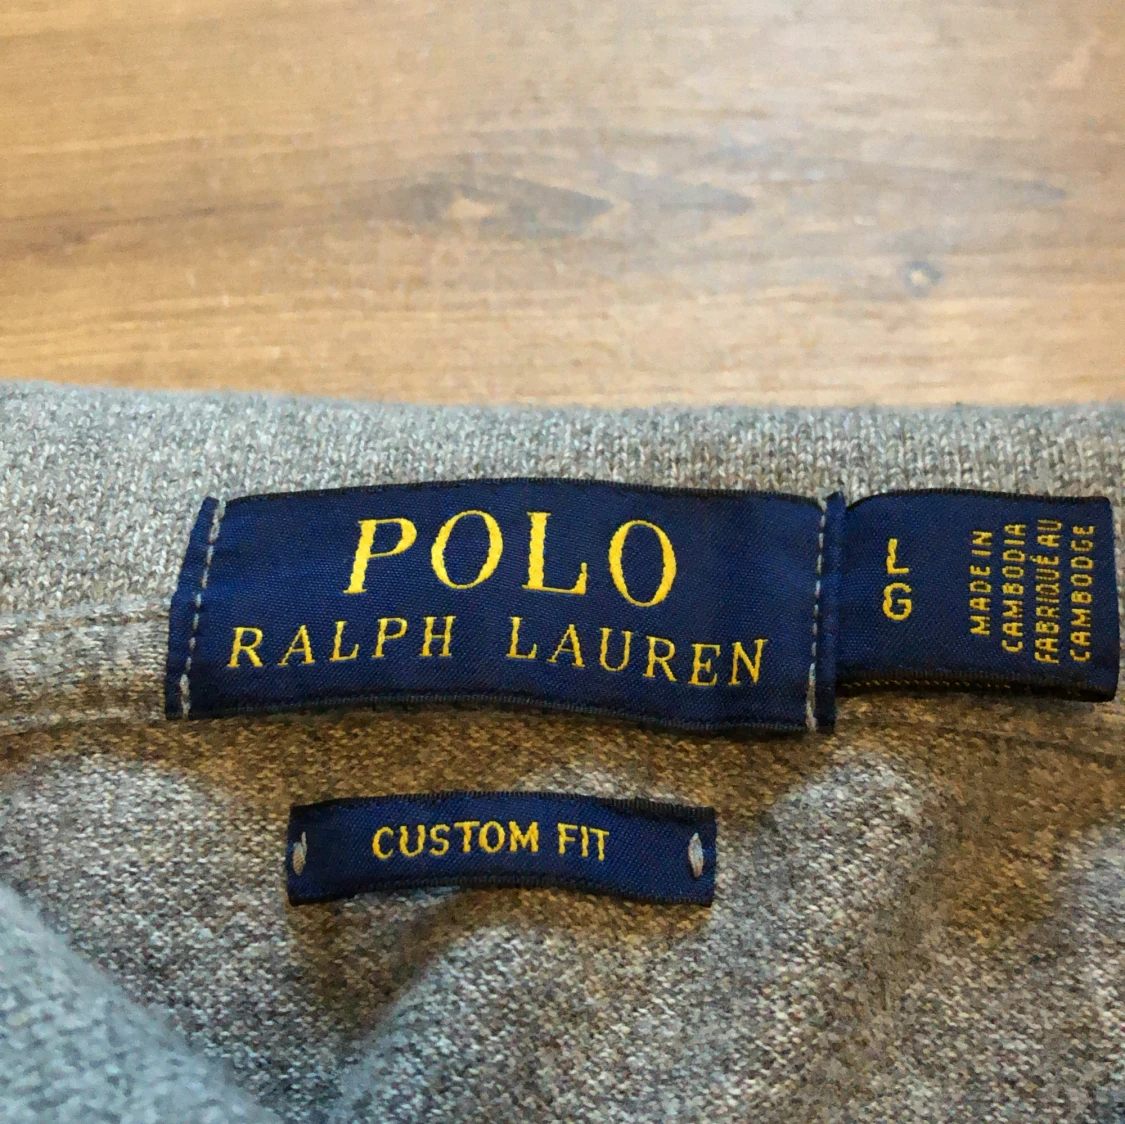 POLO
RALPH LAUREN
L
G
MADE IN
CAMBODIA
FABRIQUÉ AU
CAMBODGE
CUSTOM FIT